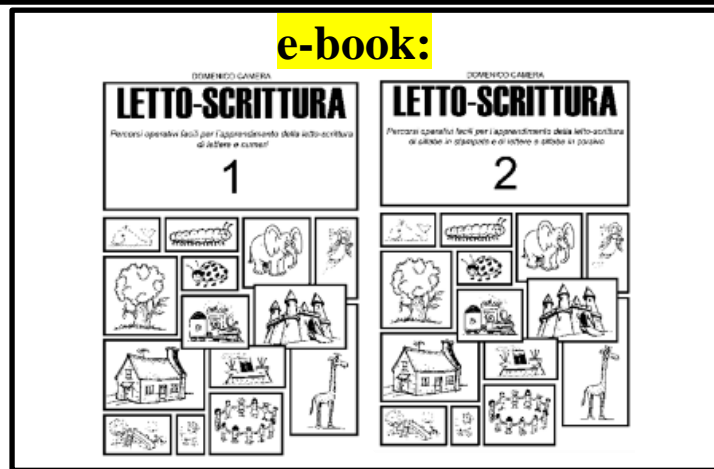 e-book:
DOMENICO CAMERA
LETTO-SCRITTURA
Percorsi operativi facili per l'apprendimento della letto-scrittura
di lettere e numeri
1
DOMENICO CAMERA
LETTO-SCRITTURA
Percorsi operativi facili per l'apprendimento della letto-scrittura
di sillabe in stampato e di lettere e sillabe in corsivo
2